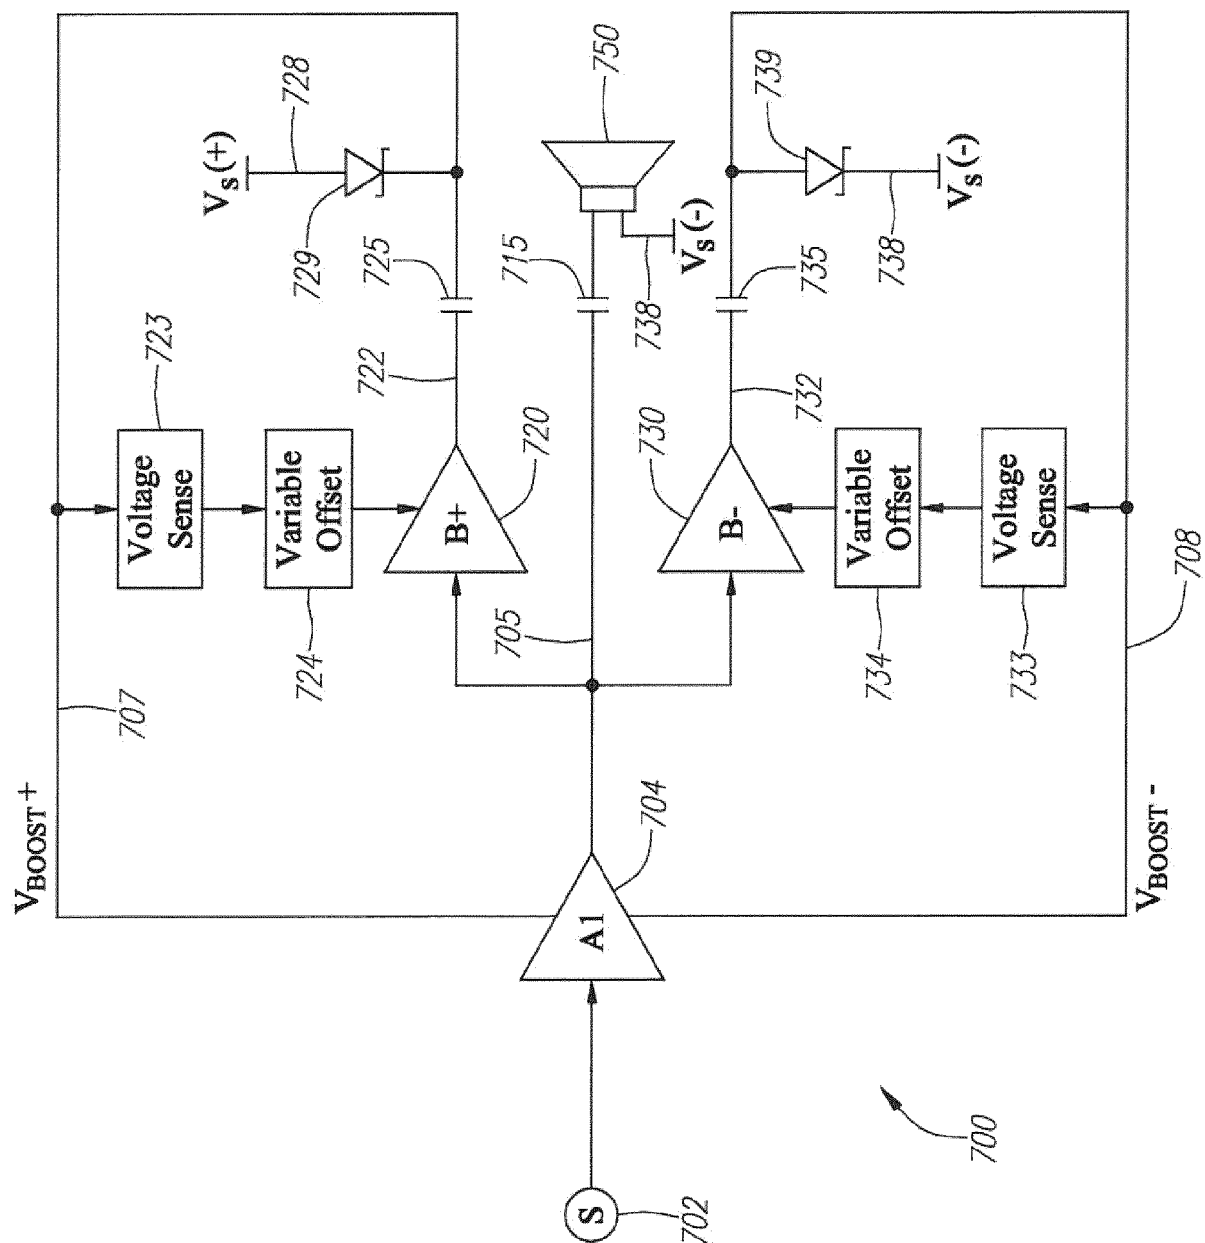 700
S
702
A1
704
705
V_BOOST +
707
Voltage
Sense
723
Variable
Offset
724
B+
720
722
725
V_S (+)
728
729
715
750
738
V_S (-)
B-
730
732
735
739
738
V_S (-)
Variable
Offset
734
Voltage
Sense
733
708
V_BOOST -